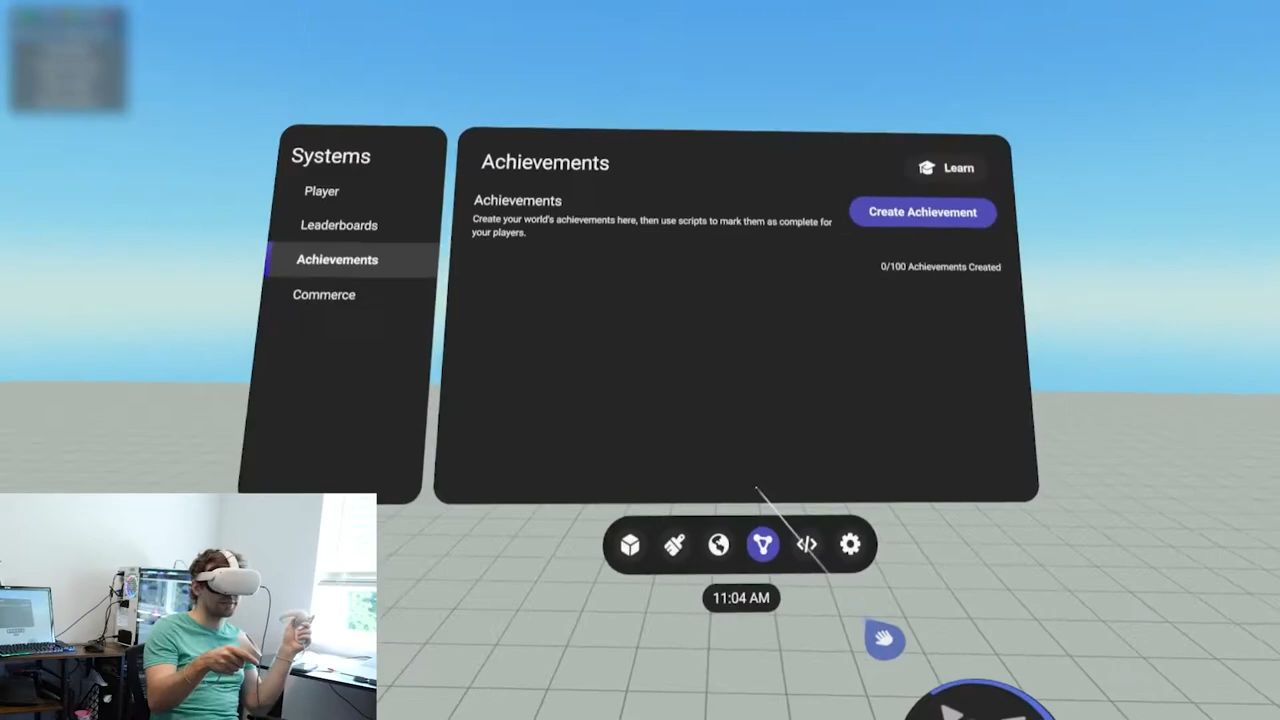 Systems
Player
Leaderboards
Achievements
Commerce
Achievements
Learn
Achievements
Create your world's achievements here, then use scripts to mark them as complete for
your players.
Create Achievement
0/100 Achievements Created
11:04 AM